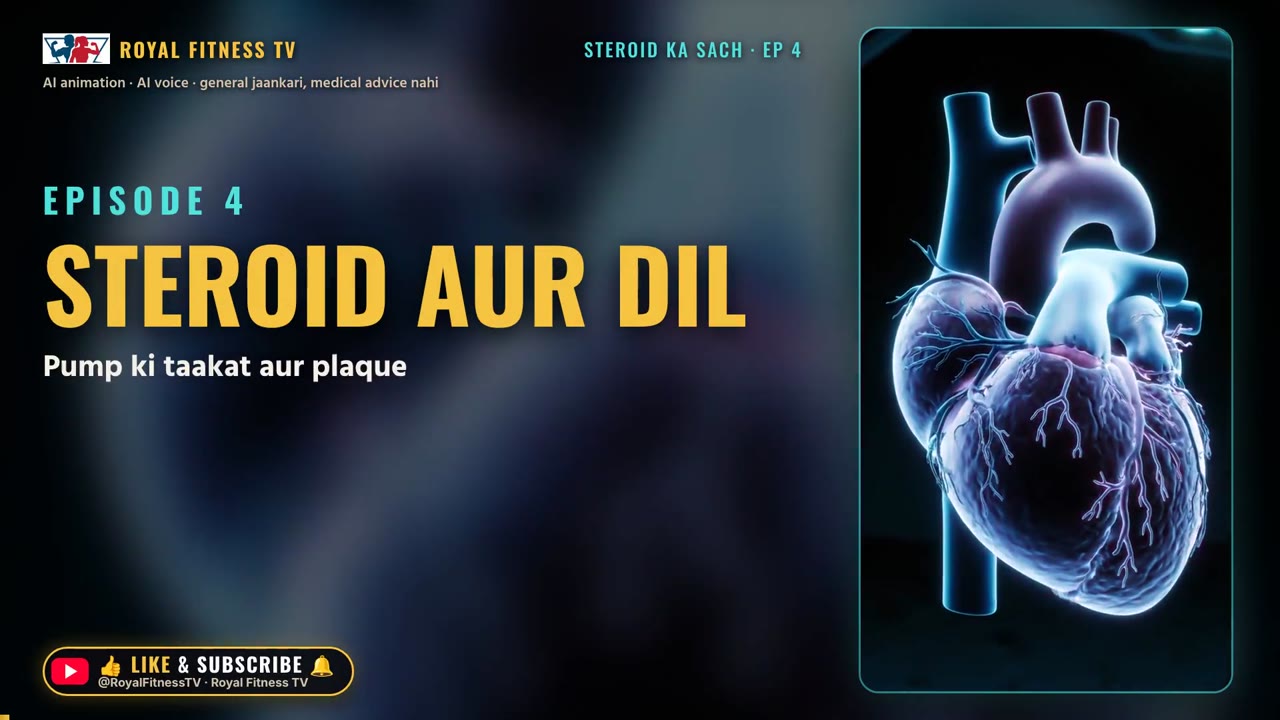 ROYAL FITNESS TV
STEROID KA SACH · EP 4
AI animation · AI voice · general jaankari, medical advice nahi
EPISODE 4
STEROID AUR DIL
Pump ki taakat aur plaque
👍 LIKE & SUBSCRIBE 🔔
@RoyalFitnessTV · Royal Fitness TV